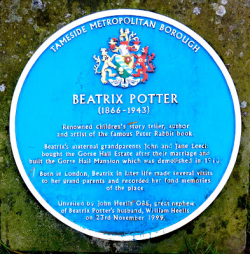 TAMESIDE METROPOLITAN BOROUGH
BEATRIX POTTER
(1866-1943)
Renowned children's story teller, author
and artist of the famous Peter Rabbit book
Beatrix's maternal grandparents John and Jane Leech
bought the Gorse Hall Estate after their marriage and
built the Gorse Hall Mansion which was demolished in
Born in London, Beatrix in later life made several visits
to her grand parents and recorded her fond memories
of the place
Unveiled by John Heelis OBE, great nephew
of Beatrix Potter's husband, William Heelis
on 23rd November 1999